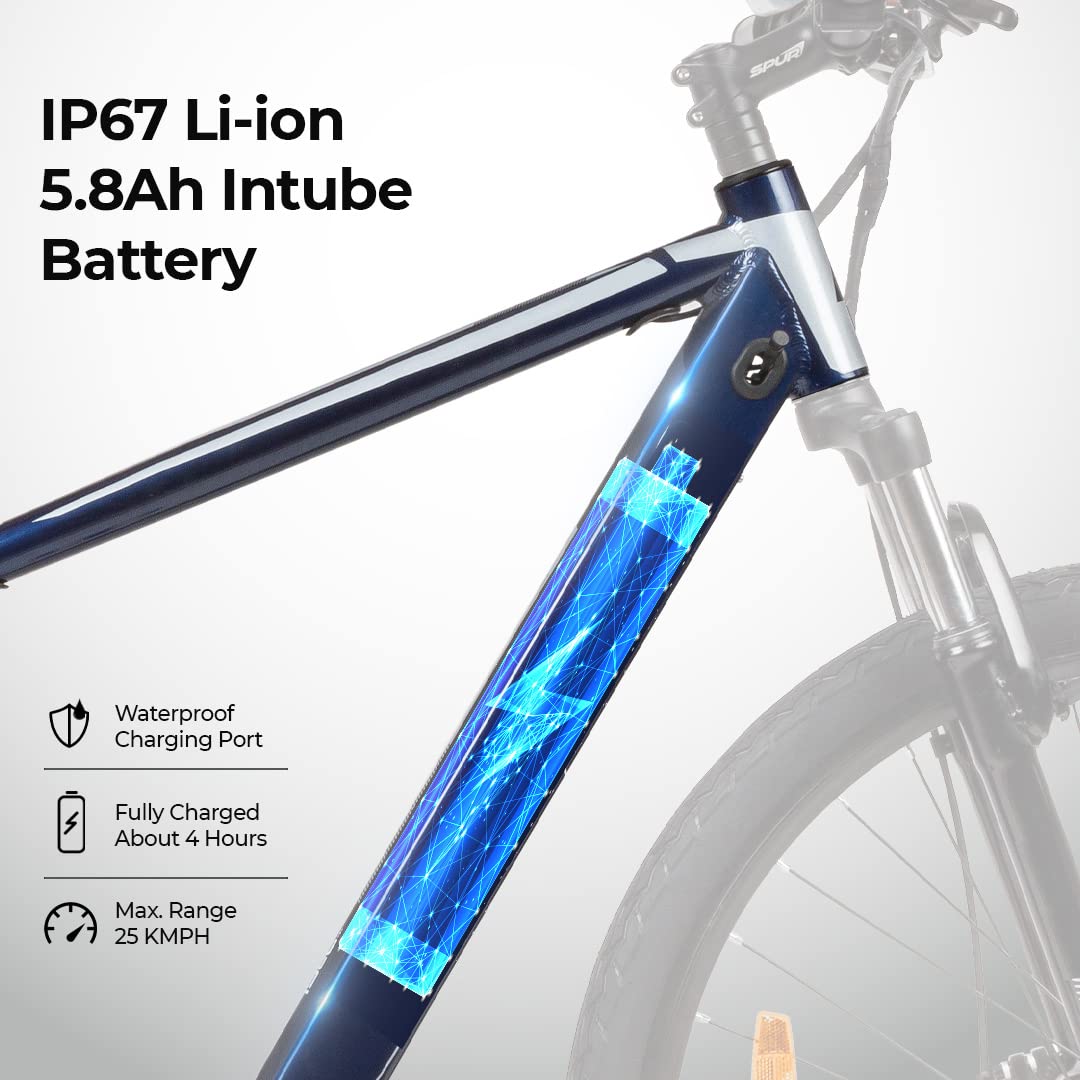 IP67 Li-ion
5.8Ah Intube
Battery
SPUR
Waterproof
Charging Port
Fully Charged
About 4 Hours
Max. Range
25 KMPH